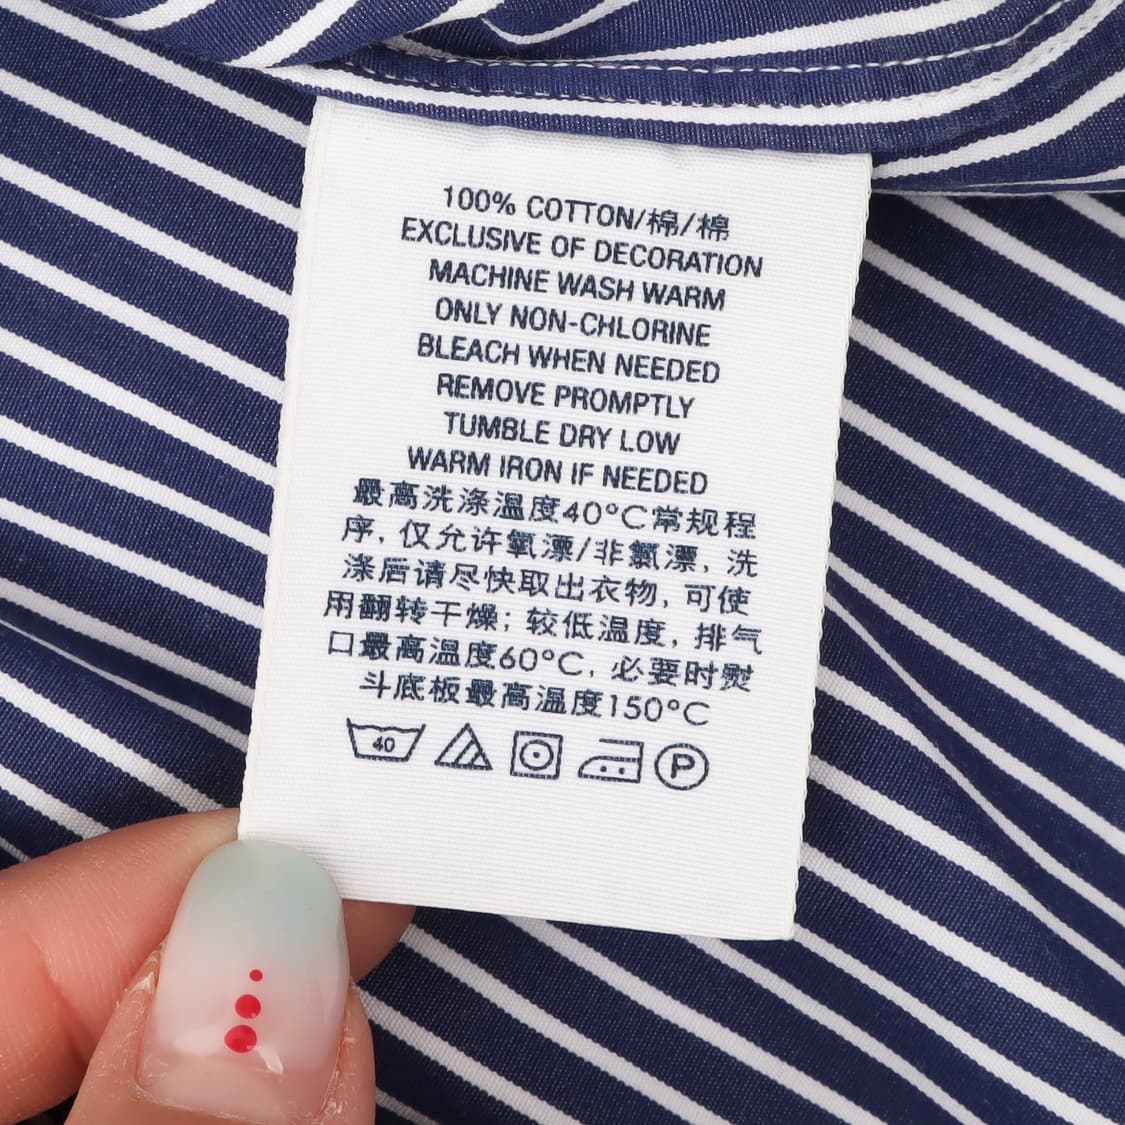 100% COTTON/棉/棉
EXCLUSIVE OF DECORATION
MACHINE WASH WARM
ONLY NON-CHLORINE
BLEACH WHEN NEEDED
REMOVE PROMPTLY
TUMBLE DRY LOW
WARM IRON IF NEEDED
最高洗涤温度40°C常规程
序, 仅允许氧漂/非氯漂, 洗
涤后请尽快取出衣物, 可使
用翻转干燥; 较低温度, 排气
口最高温度60°C, 必要时熨
斗底板最高温度150°C
40
P